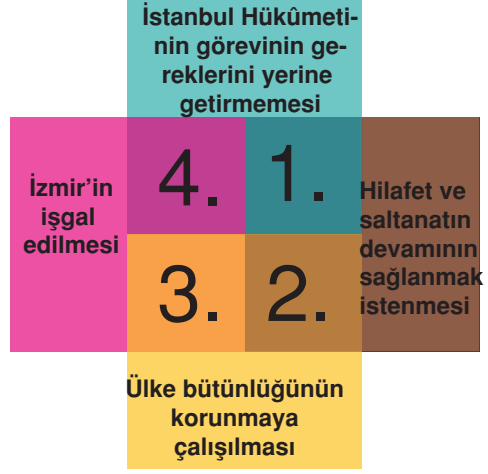 İstanbul Hükûmeti-
nin görevinin ge-
reklerini yerine
getirmemesi
İzmir’in
işgal
edilmesi
4.
1.
Hilafet ve
saltanatın
devamının
sağlanmak
istenmesi
3.
2.
Ülke bütünlüğünün
korunmaya
çalışılması